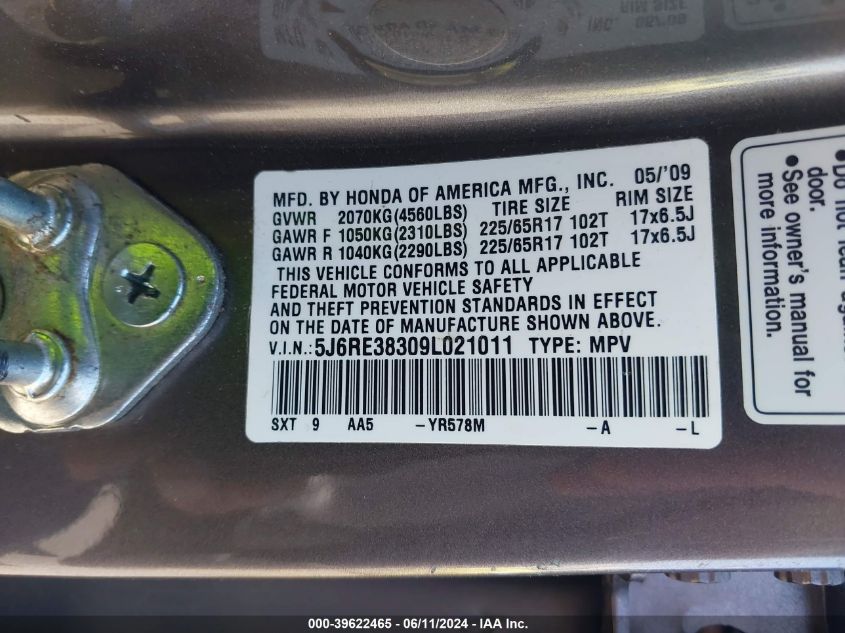 MFD. BY HONDA OF AMERICA MFG., INC. 05/'09
GVWR 2070KG(4560LBS) TIRE SIZE RIM SIZE
GAWR F 1050KG(2310LBS) 225/65R17 102T 17x6.5J
GAWR R 1040KG(2290LBS) 225/65R17 102T 17x6.5J
THIS VEHICLE CONFORMS TO ALL APPLICABLE
FEDERAL MOTOR VEHICLE SAFETY
AND THEFT PREVENTION STANDARDS IN EFFECT
ON THE DATE OF MANUFACTURE SHOWN ABOVE.
V.I.N.:5J6RE38309L021011 TYPE: MPV
SXT 9 AA5 -YR578M -A -L
• Do not lean
door.
• See owner's manual for
more information.
000-39622465 - 06/11/2024 - IAA Inc.